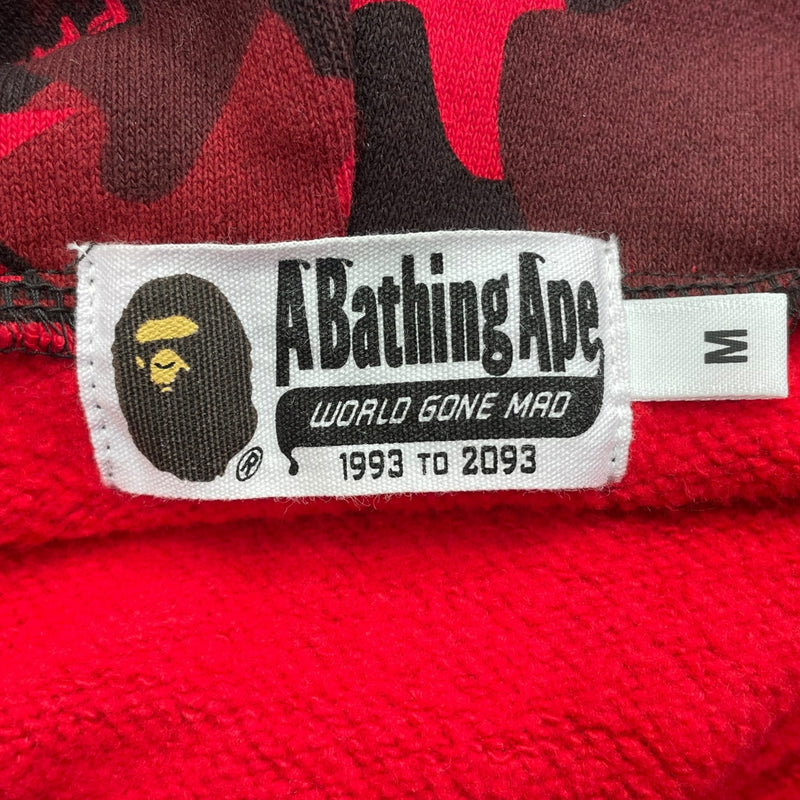 A Bathing Ape
WORLD GONE MAD
1993 TO 2093
®
M